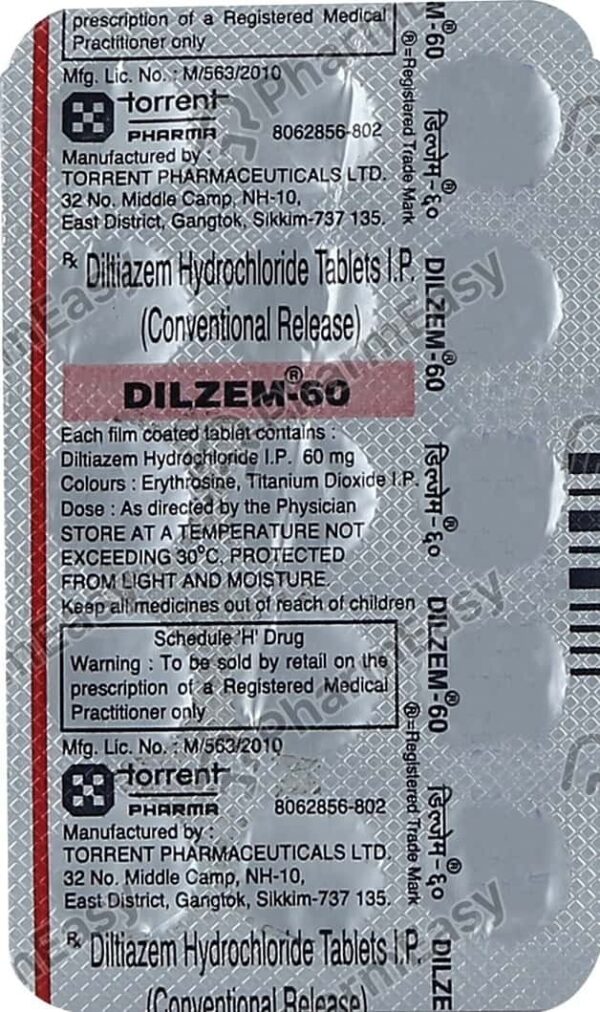 prescription of a Registered Medical
Practitioner only
Mfg. Lic. No. : M/563/2010
torrent
PHARMA 8062856-802
Manufactured by :
TORRENT PHARMACEUTICALS LTD.
32 No. Middle Camp, NH-10,
East District, Gangtok, Sikkim-737 135.
℞ Diltiazem Hydrochloride Tablets I.P.
(Conventional Release)
DILZEM®-60
Each film coated tablet contains :
Diltiazem Hydrochloride I.P. 60 mg
Colours : Erythrosine, Titanium Dioxide I.P.
Dose : As directed by the Physician
STORE AT A TEMPERATURE NOT
EXCEEDING 30°C. PROTECTED
FROM LIGHT AND MOISTURE.
Keep all medicines out of reach of children
Schedule 'H' Drug
Warning : To be sold by retail on the
prescription of a Registered Medical
Practitioner only
Mfg. Lic. No. : M/563/2010
torrent
PHARMA 8062856-802
Manufactured by :
TORRENT PHARMACEUTICALS LTD.
32 No. Middle Camp, NH-10,
East District, Gangtok, Sikkim-737 135.
℞ Diltiazem Hydrochloride Tablets I.P.
(Conventional Release)
M®-60
®=Registered Trade Mark
डिल्ज़ेम®-६०
DILZEM®-60
डिल्ज़ेम®-६०
DILZEM®-60
®=Registered Trade Mark
डिल्ज़ेम®-६०
DILZE
PharmEasy
PharmEasy
PharmEasy